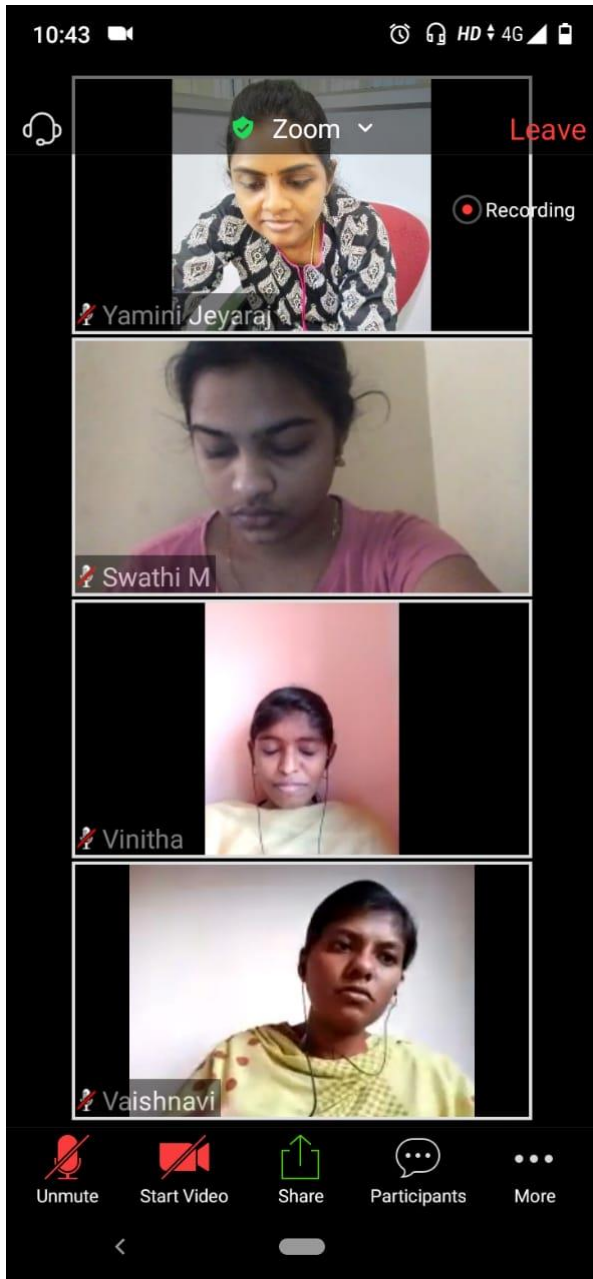 10:43 HD 4G
Zoom Leave
Recording
Yamini Jeyaraj
Swathi M
Vinitha
Vaishnavi
Unmute Start Video Share Participants More